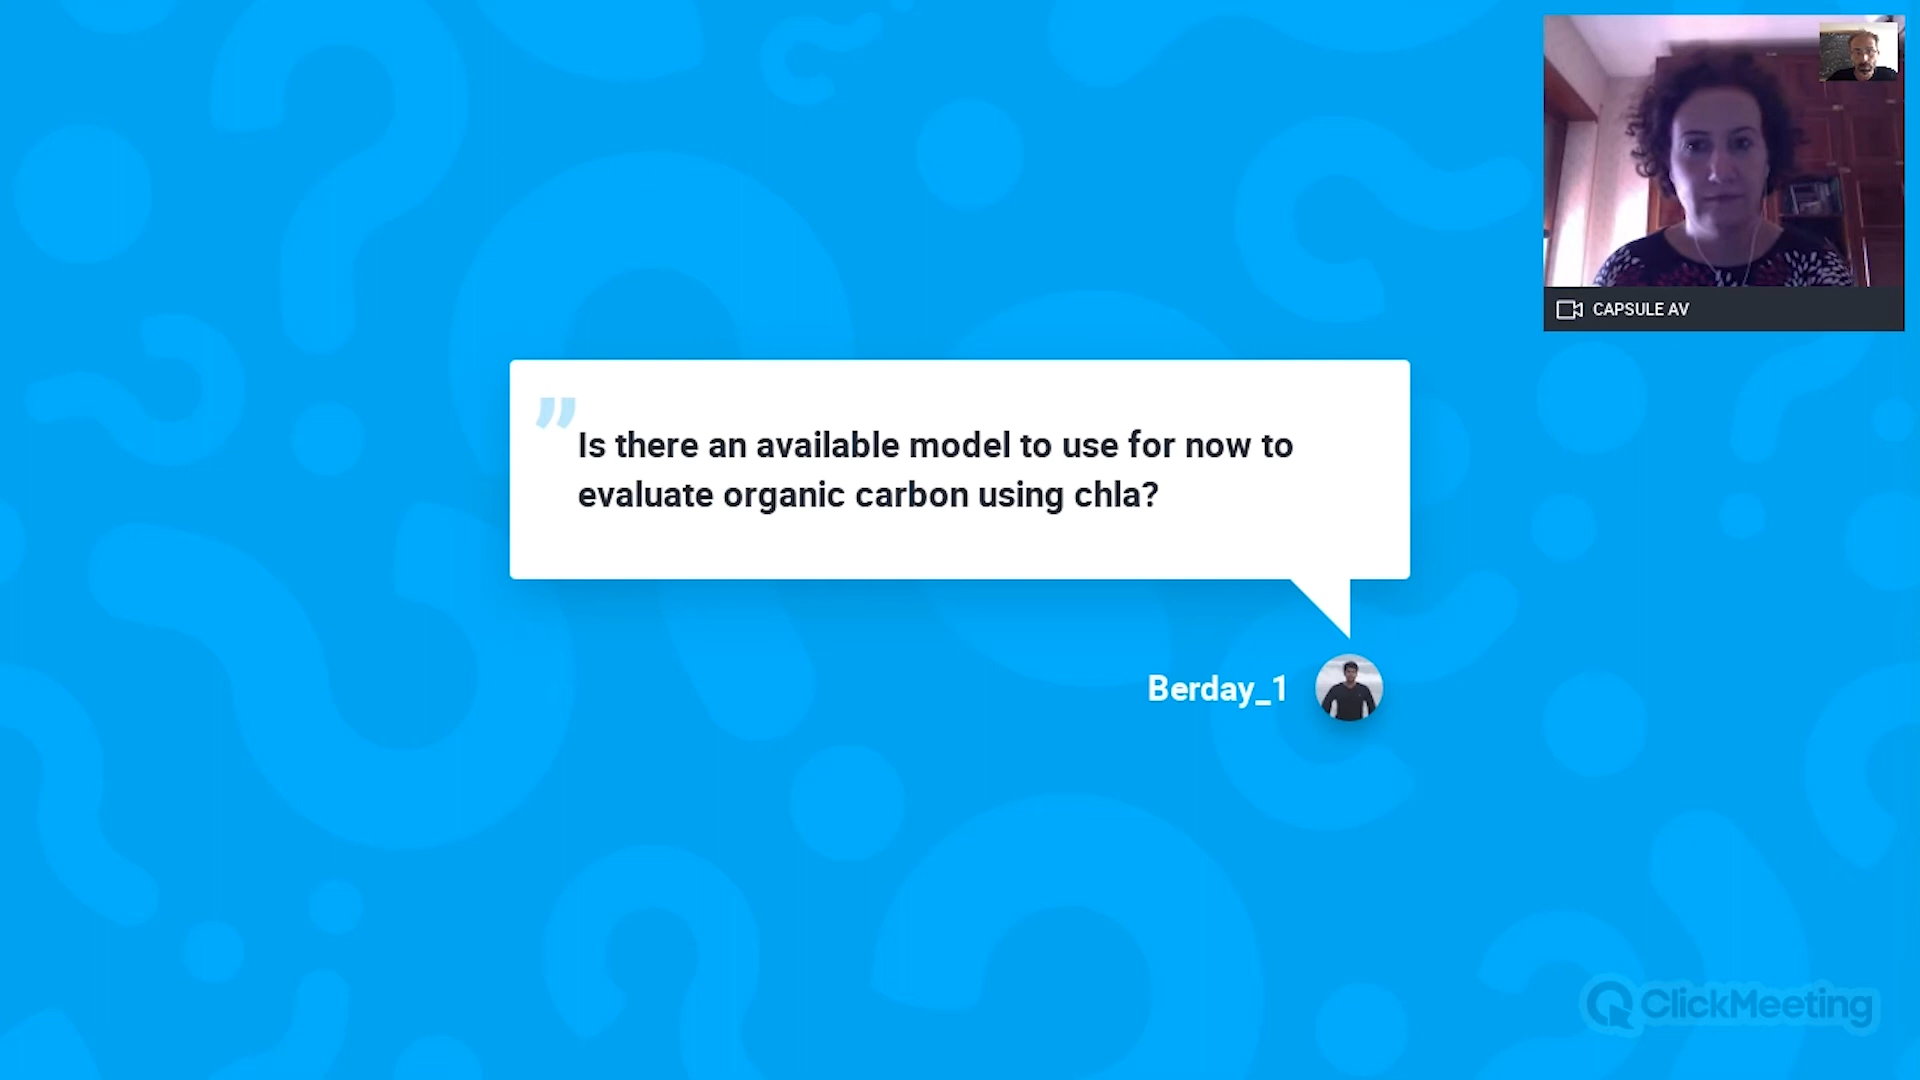 CAPSULE AV
” Is there an available model to use for now to
evaluate organic carbon using chla?
Berday_1
ClickMeeting